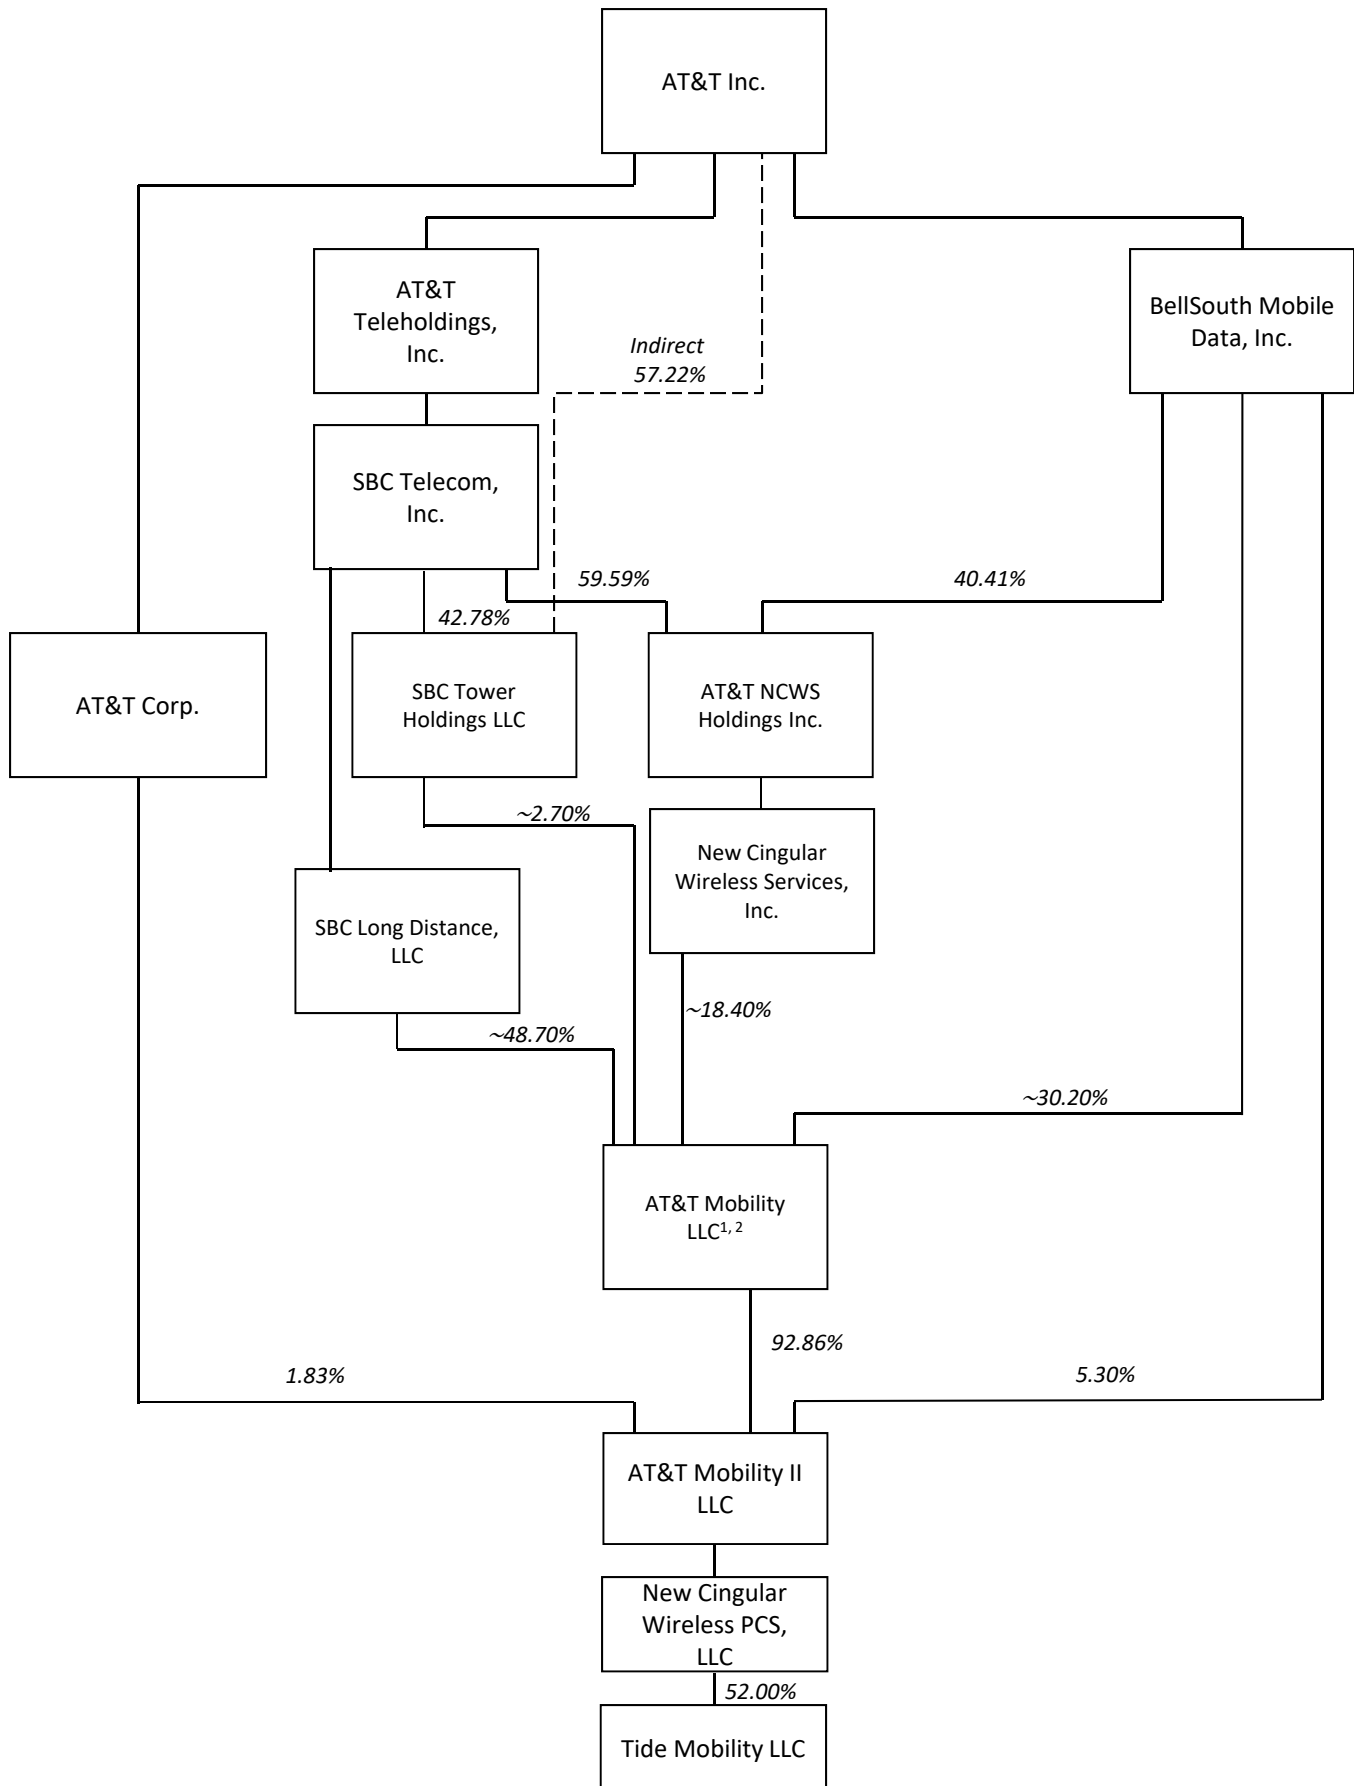 AT&T Inc.
AT&T
Teleholdings,
Inc.
BellSouth Mobile
Data, Inc.
Indirect
57.22%
SBC Telecom,
Inc.
59.59%
40.41%
42.78%
AT&T Corp.
SBC Tower
Holdings LLC
AT&T NCWS
Holdings Inc.
~2.70%
New Cingular
Wireless Services,
Inc.
SBC Long Distance,
LLC
~18.40%
~48.70%
~30.20%
AT&T Mobility
LLC1, 2
92.86%
1.83%
5.30%
AT&T Mobility II
LLC
New Cingular
Wireless PCS,
LLC
52.00%
Tide Mobility LLC